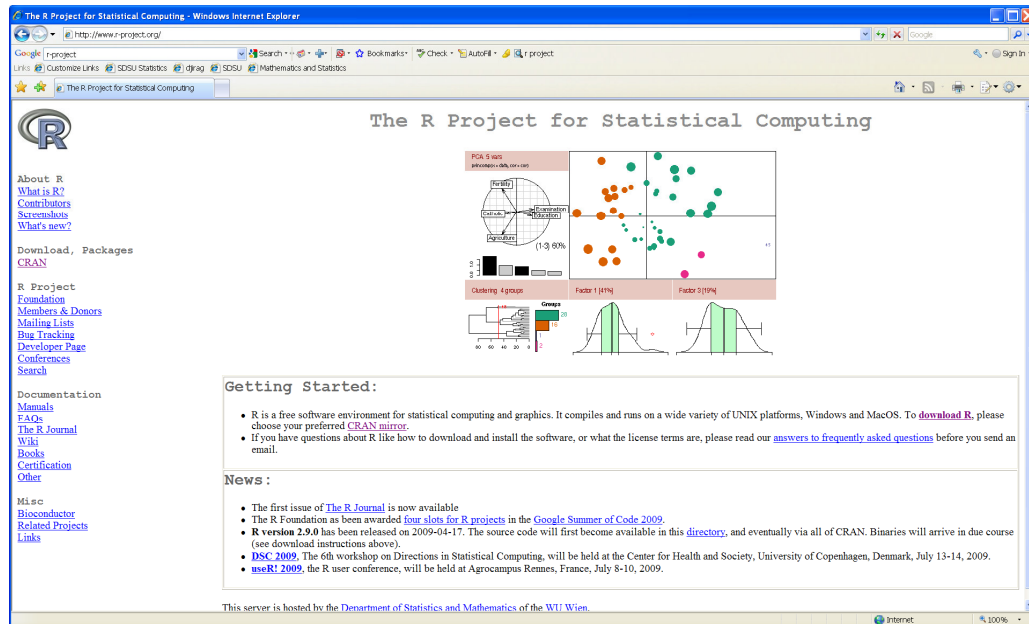 The R Project for Statistical Computing - Windows Internet Explorer
http://www.r-project.org/
Google
Google r-project Search Bookmarks Check AutoFill r project Sign In
Links Customize Links SDSU Statistics djrag SDSU Mathematics and Statistics
The R Project for Statistical Computing
R
The R Project for Statistical Computing
About R
What is R?
Contributors
Screenshots
What's new?
Download, Packages
CRAN
R Project
Foundation
Members & Donors
Mailing Lists
Bug Tracking
Developer Page
Conferences
Search
Documentation
Manuals
FAQs
The R Journal
Wiki
Books
Certification
Other
Misc
Bioconductor
Related Projects
Links
PCA 5 vars
princomp(x = data, cor = cor)
Fertility
Catholic
Examination
Education
Agriculture
(1-3) 60%
Clustering 4 groups
Factor 1 [41%]
Factor 3 [19%]
Groups
28
16
1
2
80 60 40 20 0
Getting Started:
• R is a free software environment for statistical computing and graphics. It compiles and runs on a wide variety of UNIX platforms, Windows and MacOS. To download R, please
choose your preferred CRAN mirror.
• If you have questions about R like how to download and install the software, or what the license terms are, please read our answers to frequently asked questions before you send an
email.
News:
• The first issue of The R Journal is now available
• The R Foundation as been awarded four slots for R projects in the Google Summer of Code 2009.
• R version 2.9.0 has been released on 2009-04-17. The source code will first become available in this directory, and eventually via all of CRAN. Binaries will arrive in due course
(see download instructions above).
• DSC 2009, The 6th workshop on Directions in Statistical Computing, will be held at the Center for Health and Society, University of Copenhagen, Denmark, July 13-14, 2009.
• useR! 2009, the R user conference, will be held at Agrocampus Rennes, France, July 8-10, 2009.
This server is hosted by the Department of Statistics and Mathematics of the WU Wien.
Internet
100%